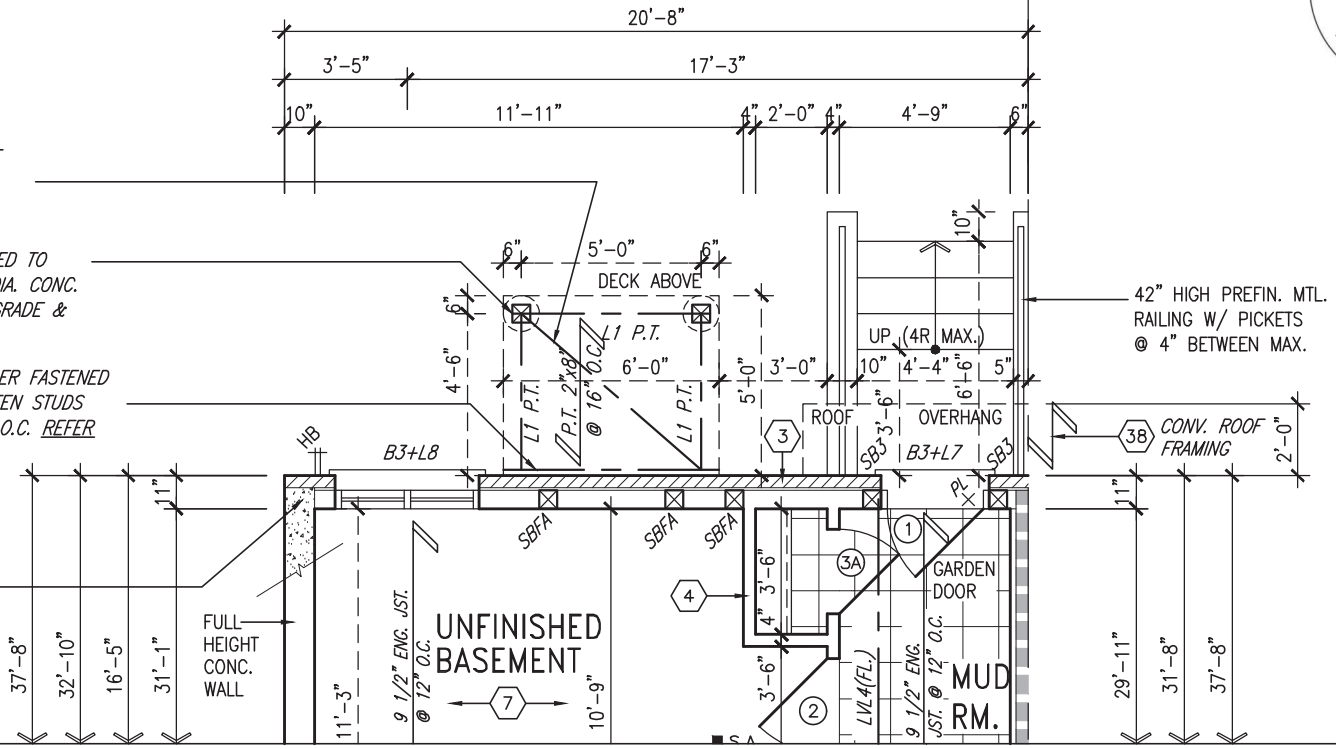 20'-8"
3'-5"
17'-3"
10"
11'-11"
4"
2'-0"
4"
4'-9"
6"
10"
6"
5'-0"
6"
DECK ABOVE
ED TO
DIA. CONC.
GRADE &
6"
4'-6"
L1 P.T.
UP (4R MAX.)
42" HIGH PREFIN. MTL.
RAILING W/ PICKETS
@ 4" BETWEEN MAX.
6'-0"
3'-0"
10"
4'-4"
5"
5'-0"
6'-6"
3'-6"
L1 P.T.
P.T. 2"x8"
@ 16" O.C.
L1 P.T.
ER FASTENED
TEN STUDS
O.C. REFER
ROOF
OVERHANG
3
38
CONV. ROOF
FRAMING
2'-0"
HB
B3+L8
SB3
B3+L7
SB3
PL
11"
11"
SBFA
SBFA
SBFA
1
3A
GARDEN
DOOR
3'-6"
4
4"
FULL
HEIGHT
CONC.
WALL
9 1/2" ENG. JST.
@ 12" O.C.
UNFINISHED
BASEMENT
7
3'-6"
2
LVL4(FL.)
9 1/2" ENG.
JST. @ 12" O.C.
MUD
RM.
37'-8"
32'-10"
16'-5"
31'-1"
11'-3"
10'-9"
29'-11"
31'-8"
37'-8"